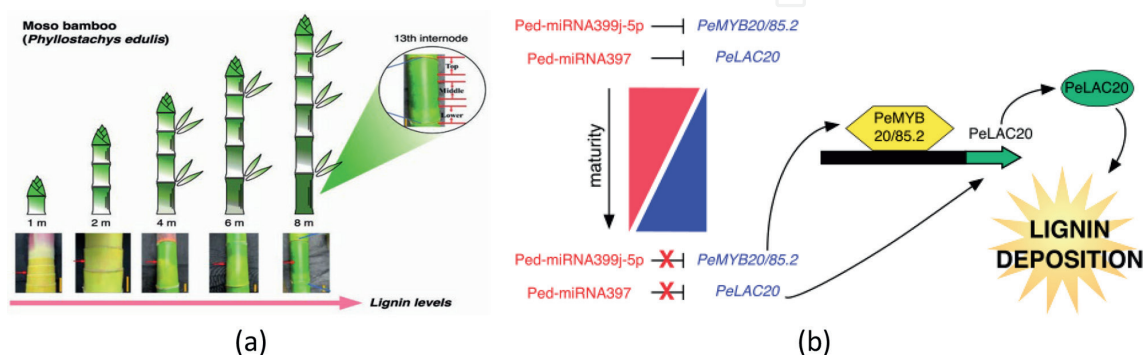 Moso bamboo
(Phyllostachys edulis)
13th internode
Top
Middle
Lower
1 m
2 m
4 m
6 m
8 m
Lignin levels
(a)
Ped-miRNA399j-5p
PeMYB20/85.2
Ped-miRNA397
PeLAC20
maturity
Ped-miRNA399j-5p
X
PeMYB20/85.2
Ped-miRNA397
X
PeLAC20
PeMYB
20/85.2
PeLAC20
PeLAC20
LIGNIN
DEPOSITION
(b)